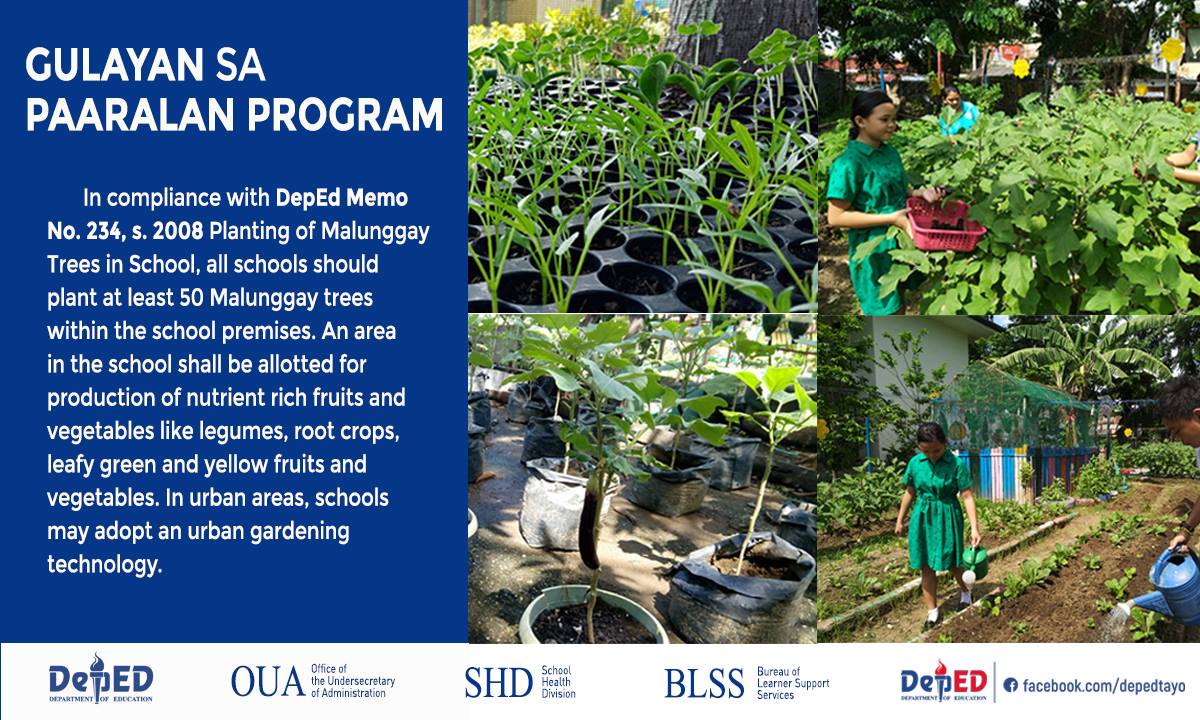 GULAYAN SA
PAARALAN PROGRAM
In compliance with DepEd Memo
No. 234, s. 2008 Planting of Malunggay
Trees in School, all schools should
plant at least 50 Malunggay trees
within the school premises. An area
in the school shall be allotted for
production of nutrient rich fruits and
vegetables like legumes, root crops,
leafy green and yellow fruits and
vegetables. In urban areas, schools
may adopt an urban gardening
technology.
DepED
DEPARTMENT OF EDUCATION
OUA
Office of
the Undersecretary
of Administration
SHD
School
Health
Division
BLSS
Bureau of
Learner Support
Services
DepED
DEPARTMENT OF EDUCATION
facebook.com/depedtayo